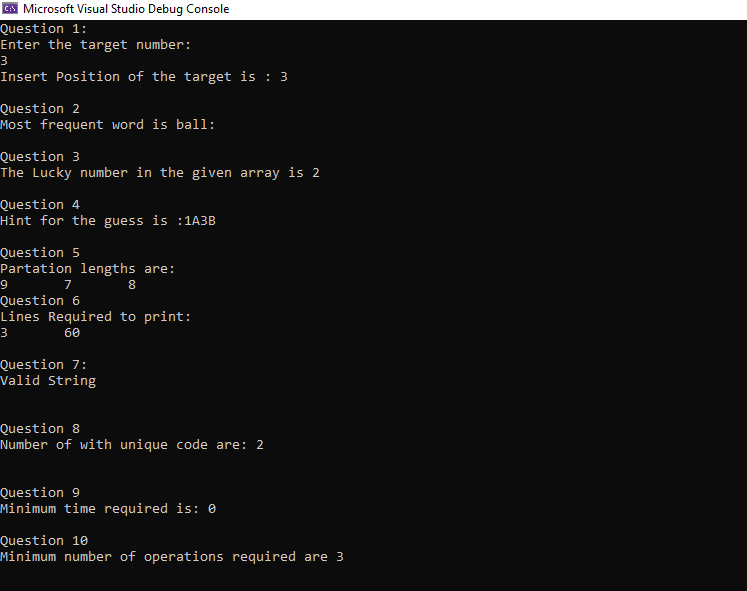 C:\ Microsoft Visual Studio Debug Console
Question 1:
Enter the target number:
3
Insert Position of the target is : 3
Question 2
Most frequent word is ball:
Question 3
The Lucky number in the given array is 2
Question 4
Hint for the guess is :1A3B
Question 5
Partation lengths are:
9 7 8
Question 6
Lines Required to print:
3 60
Question 7:
Valid String
Question 8
Number of with unique code are: 2
Question 9
Minimum time required is: 0
Question 10
Minimum number of operations required are 3